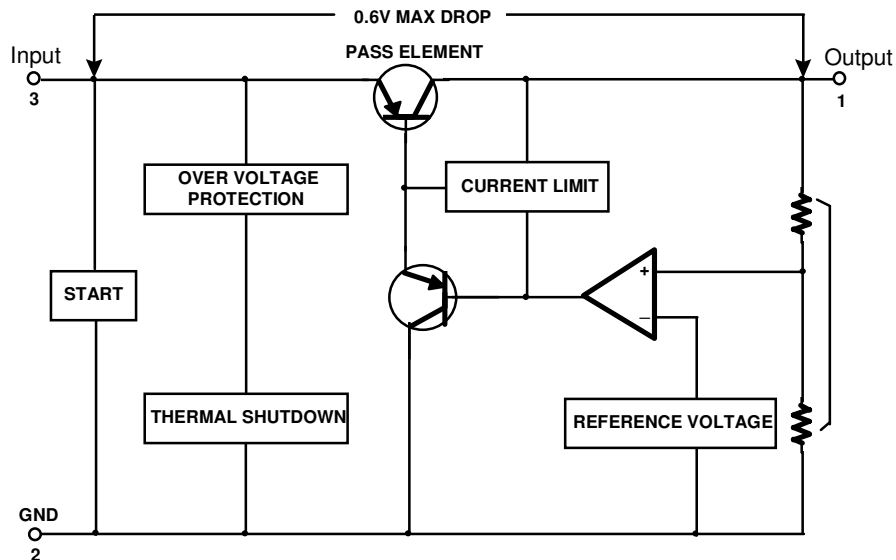 0.6V MAX DROP
Input
PASS ELEMENT
Output
3
1
OVER VOLTAGE
PROTECTION
CURRENT LIMIT
START
+
–
THERMAL SHUTDOWN
REFERENCE VOLTAGE
GND
2